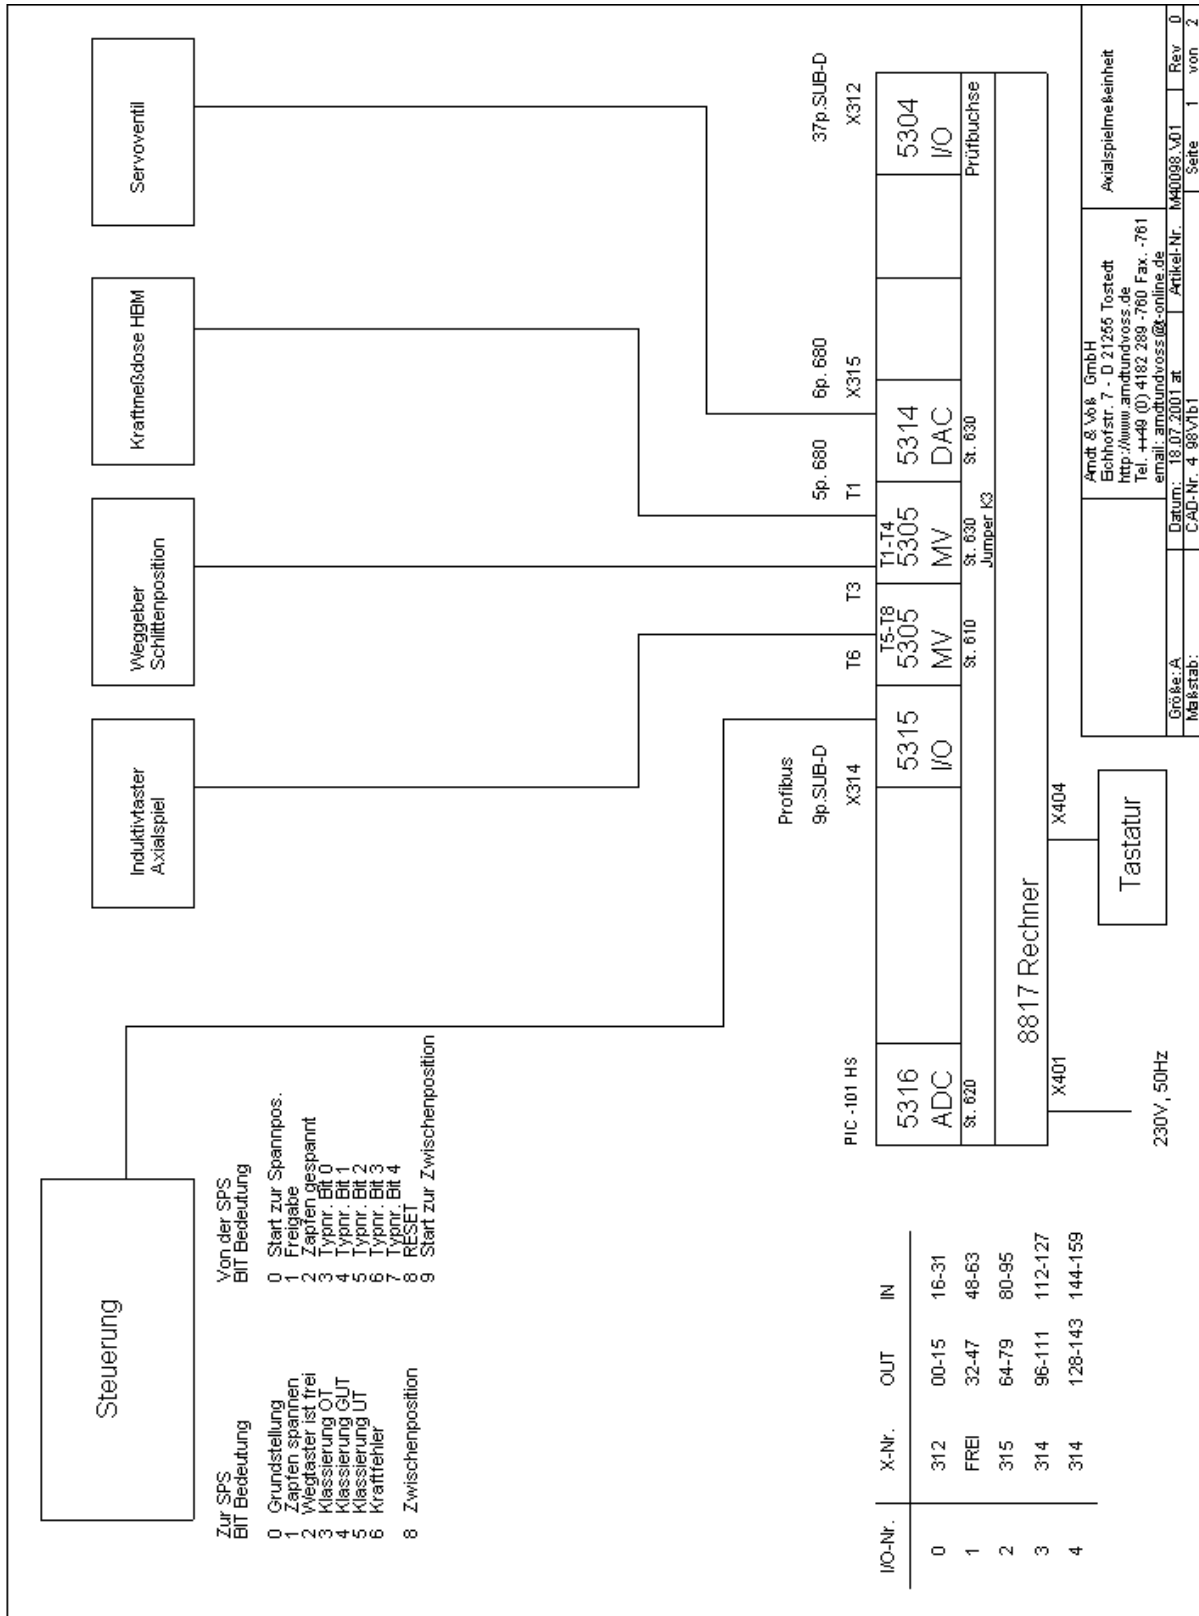 Steuerung
Induktivtaster
Axialspiel
Weggeber
Schlittenposition
Kraftmeßdose HBM
Servoventil
Zur SPS
BIT Bedeutung
0 Grundstellung
1 Zapfen spannen
2 Wegtaster ist frei
3 Klassierung OT
4 Klassierung GUT
5 Klassierung UT
6 Kraftfehler
8 Zwischenposition
Von der SPS
BIT Bedeutung
0 Start zur Spannpos.
1 Freigabe
2 Zapfen gespannt
3 Typnr. Bit 0
4 Typnr. Bit 1
5 Typnr. Bit 2
6 Typnr. Bit 3
7 Typnr. Bit 4
8 RESET
9 Start zur Zwischenposition
Profibus
9p.SUB-D
X314
T6
T3
5p. 680
T1
6p. 680
X315
37p.SUB-D
X312
PIC -101 HS
5316
ADC
St. 620
5315
I/O
T5-T8
5305
MV
St. 610
T1-T4
5305
MV
St. 630
Jumper K3
5314
DAC
St. 630
5304
I/O
Prüfbuchse
8817 Rechner
X401
230V, 50Hz
X404
Tastatur
I/O-Nr. X-Nr. OUT IN
0 312 00-15 16-31
1 FREI 32-47 48-63
2 315 64-79 80-95
3 314 96-111 112-127
4 314 128-143 144-159
Arndt & Voß GmbH
Eichhofstr. 7 - D 21255 Tostedt
http://www.arndtundvoss.de
Tel. ++49 (0) 4182 289 -760 Fax. -761
email: arndtundvoss@t-online.de
Axialspielmeßeinheit
Größe: A Datum: 18.07.2001 at Artikel-Nr. M40098.V01 Rev 0
Maßstab: CAD-Nr. 4 98V1b1 Seite 1 von 2